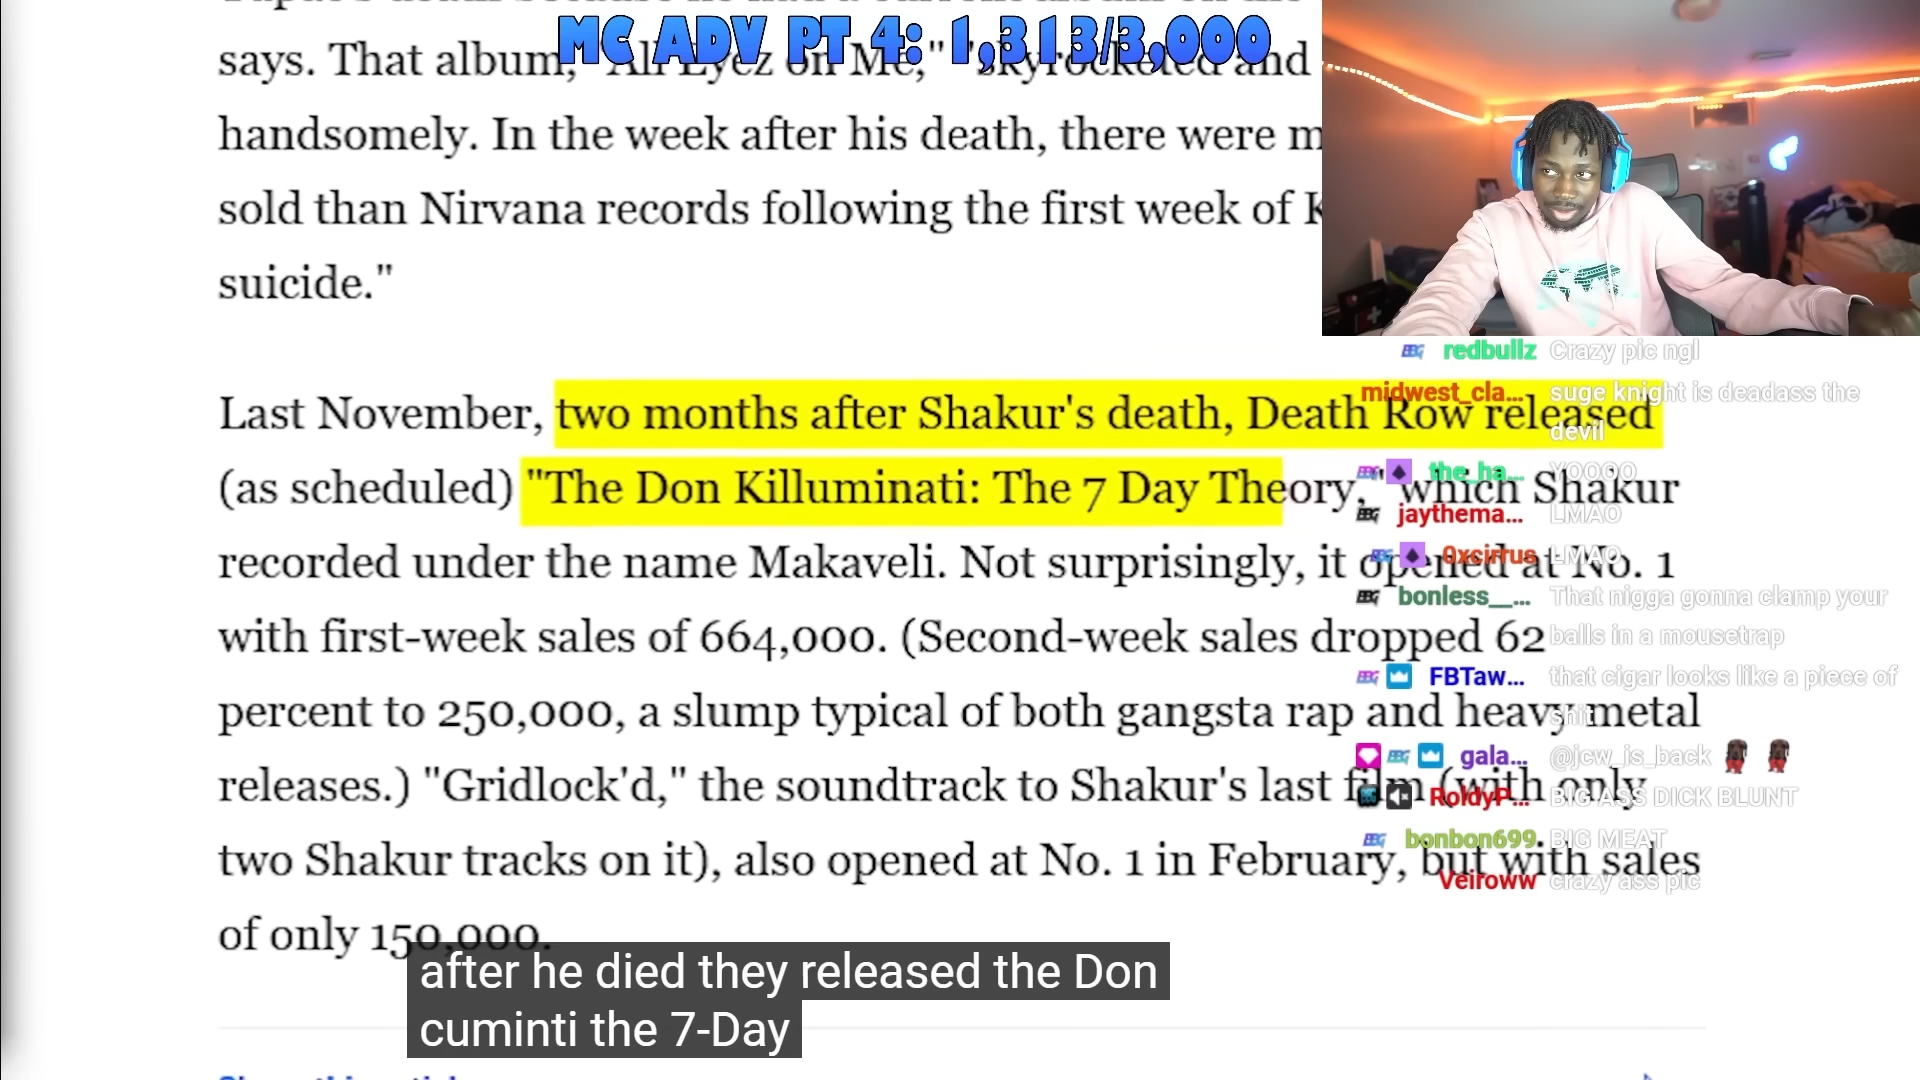 MC ADV PT 4: 1,313/3,000
says. That album, "All Eyez on Me," "skyrocketed and
handsomely. In the week after his death, there were m
sold than Nirvana records following the first week of K
suicide."
Last November, two months after Shakur's death, Death Row released
(as scheduled) "The Don Killuminati: The 7 Day Theory," which Shakur
recorded under the name Makaveli. Not surprisingly, it opened at No. 1
with first-week sales of 664,000. (Second-week sales dropped 62
percent to 250,000, a slump typical of both gangsta rap and heavy metal
releases.) "Gridlock'd," the soundtrack to Shakur's last film (with only
two Shakur tracks on it), also opened at No. 1 in February, but with sales
of only 150,000.
redbullz Crazy pic ngl
midwest_cla... suge knight is deadass the
devil
the_ha... YOOOO
jaythema... LMAO
0xcirrus LMAO
bonless__... That nigga gonna clamp your
balls in a mousetrap
FBTaw... that cigar looks like a piece of
shit
gala... @jcw_is_back
RoldyP... BIG ASS DICK BLUNT
bonbon699. BIG MEAT
Veiroww crazy ass pic
after he died they released the Don
cuminti the 7-Day